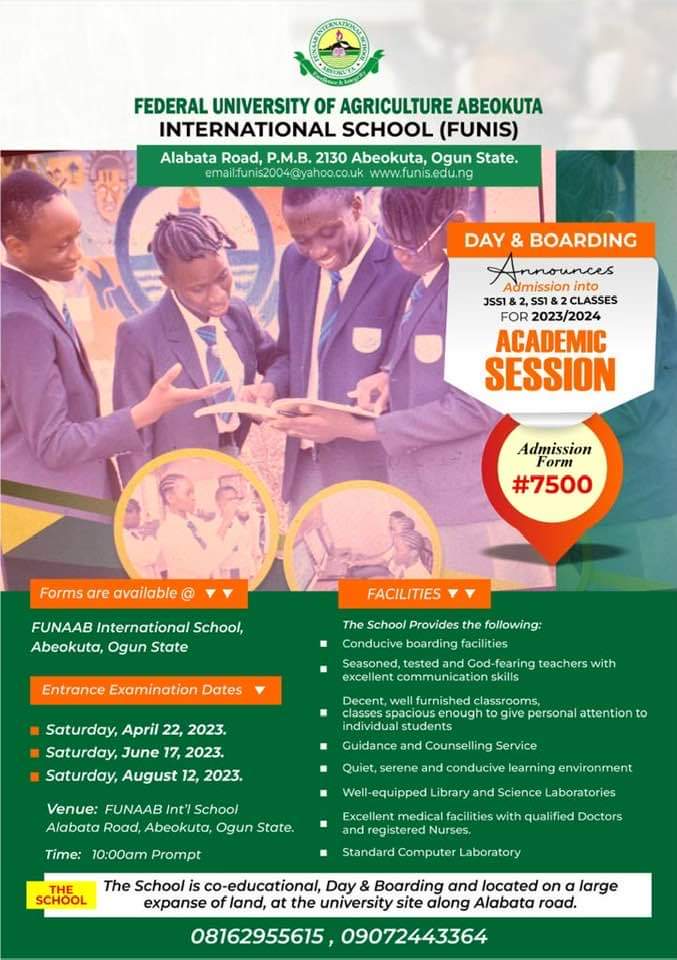 FUNAAB INTERNATIONAL SCHOOL
ABEOKUTA
Excellence & Integrity
FEDERAL UNIVERSITY OF AGRICULTURE ABEOKUTA
INTERNATIONAL SCHOOL (FUNIS)
Alabata Road, P.M.B. 2130 Abeokuta, Ogun State.
email:funis2004@yahoo.co.uk www.funis.edu.ng
DAY & BOARDING
Announces
Admission into
JSS1 & 2, SS1 & 2 CLASSES
FOR 2023/2024
ACADEMIC
SESSION
Admission
Form
#7500
Forms are available @
FUNAAB International School,
Abeokuta, Ogun State
Entrance Examination Dates
Saturday, April 22, 2023.
Saturday, June 17, 2023.
Saturday, August 12, 2023.
Venue: FUNAAB Int'l School
Alabata Road, Abeokuta, Ogun State.
Time: 10:00am Prompt
FACILITIES
The School Provides the following:
Conducive boarding facilities
Seasoned, tested and God-fearing teachers with
excellent communication skills
Decent, well furnished classrooms,
classes spacious enough to give personal attention to
individual students
Guidance and Counselling Service
Quiet, serene and conducive learning environment
Well-equipped Library and Science Laboratories
Excellent medical facilities with qualified Doctors
and registered Nurses.
Standard Computer Laboratory
THE
SCHOOL
The School is co-educational, Day & Boarding and located on a large
expanse of land, at the university site along Alabata road.
08162955615 , 09072443364